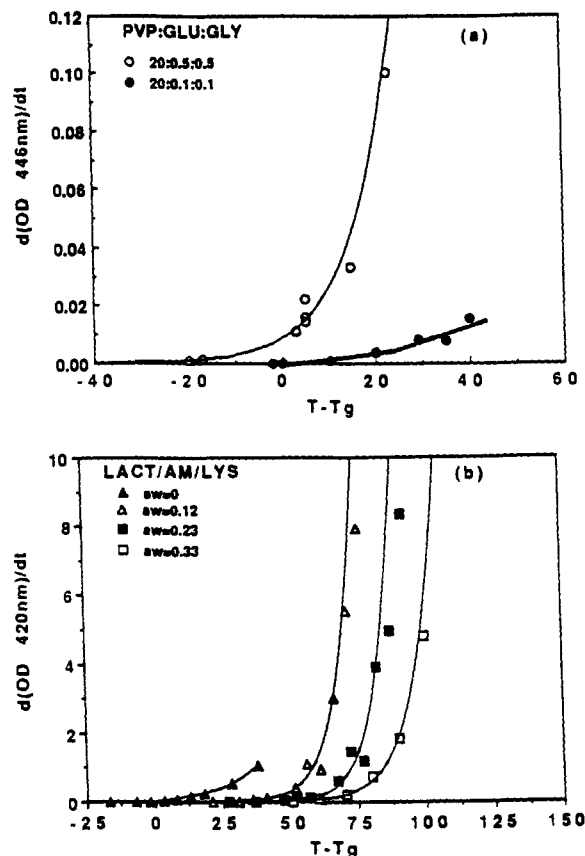 PVP:GLU:GLY
(a)
20:0.5:0.5
20:0.1:0.1
d(OD 446nm)/dt
0.12
0.10
0.08
0.06
0.04
0.02
0.00
-40 -20 0 20 40 60
T-Tg
LACT/AM/LYS
(b)
aw=0
aw=0.12
aw=0.23
aw=0.33
d(OD 420nm)/dt
10
8
6
4
2
0
-25 0 25 50 75 100 125 150
T-Tg